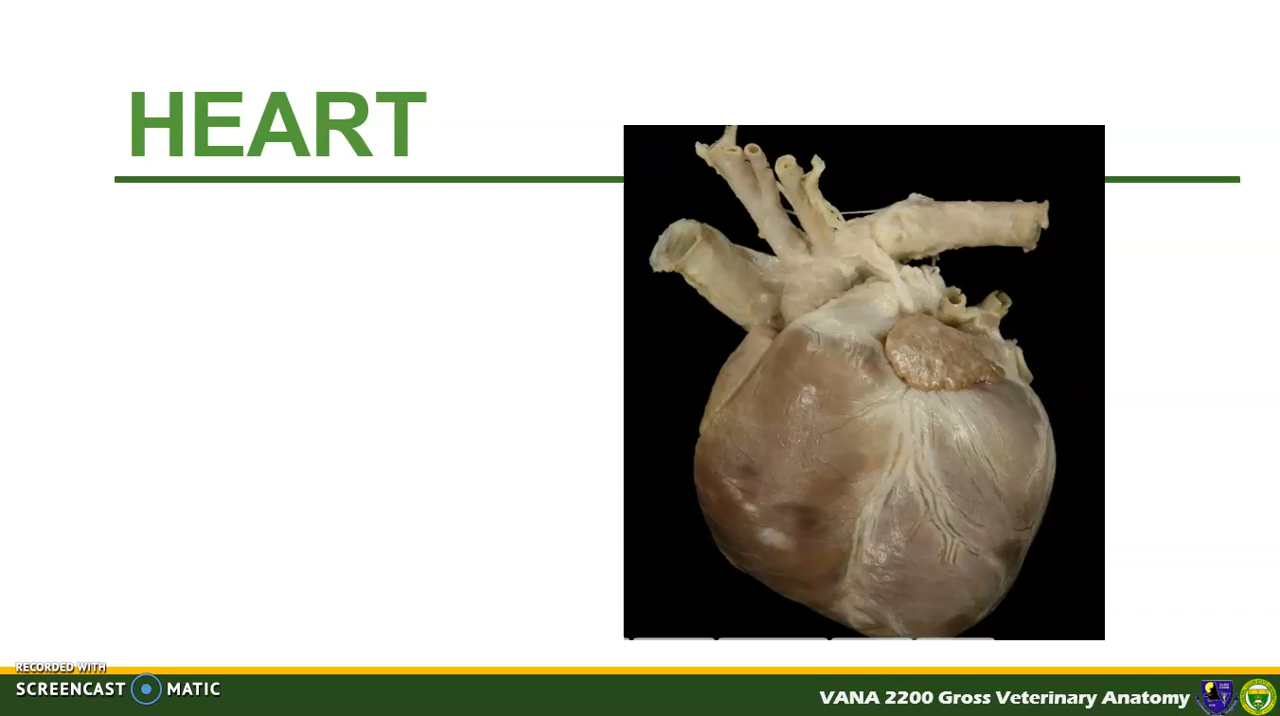 HEART
RECORDED WITH
SCREENCAST MATIC
VANA 2200 Gross Veterinary Anatomy